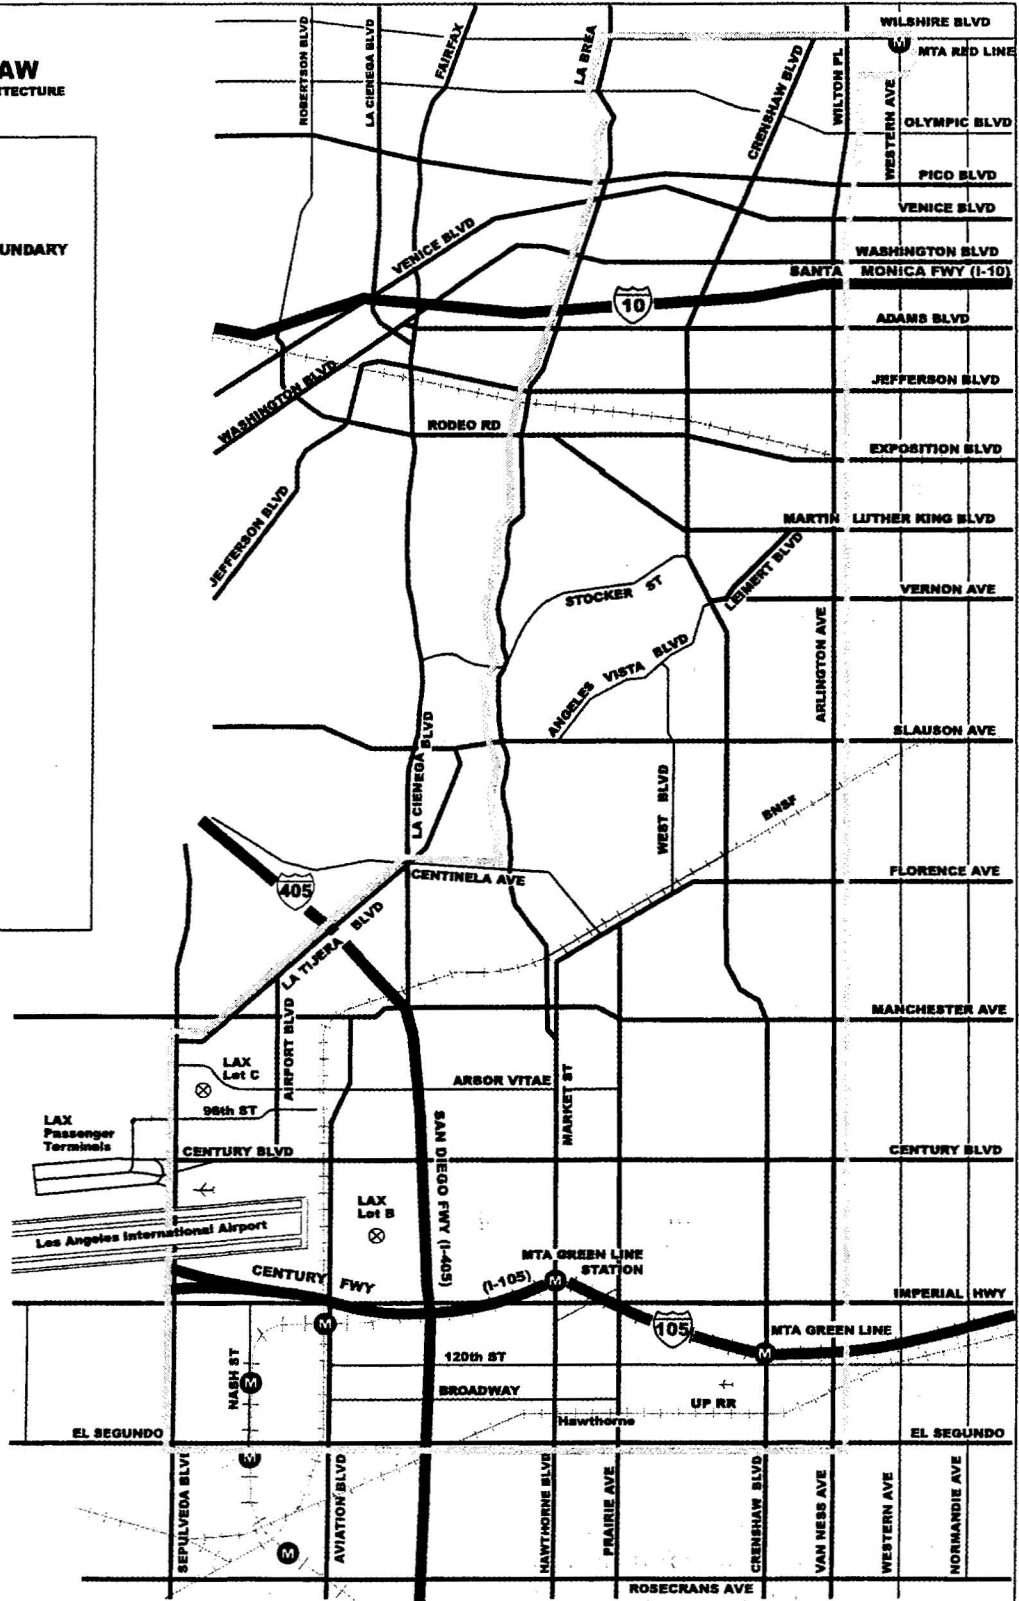 AW
TECTURE
UNDARY
ROBERTSON BLVD
LA CIENEGA BLVD
FAIRFAX
LA BREA
CRENSHAW BLVD
WILTON PL
WESTERN AVE
WILSHIRE BLVD
M
MTA RED LINE
OLYMPIC BLVD
PICO BLVD
VENICE BLVD
VENICE BLVD
WASHINGTON BLVD
SANTA MONICA FWY (I-10)
10
ADAMS BLVD
JEFFERSON BLVD
WASHINGTON BLVD
RODEO RD
EXPOSITION BLVD
JEFFERSON BLVD
MARTIN LUTHER KING BLVD
LEIMERT BLVD
STOCKER ST
VERNON AVE
ANGELES VISTA BLVD
ARLINGTON AVE
LA CIENEGA BLVD
SLAUSON AVE
WEST BLVD
BNSF
405
CENTINELA AVE
FLORENCE AVE
LA TIJERA BLVD
AIRPORT BLVD
MANCHESTER AVE
LAX
Lot C
ARBOR VITAE
MARKET ST
98th ST
LAX
Passenger
Terminals
CENTURY BLVD
CENTURY BLVD
SAN DIEGO FWY (I-405)
LAX
Lot B
Los Angeles International Airport
MTA GREEN LINE
STATION
CENTURY FWY
(I-105)
M
IMPERIAL HWY
M
105
MTA GREEN LINE
M
120th ST
NASH ST
M
BROADWAY
UP RR
Hawthorne
EL SEGUNDO
EL SEGUNDO
M
SEPULVEDA BLVD
AVIATION BLVD
HAWTHORNE BLVD
PRAIRIE AVE
CRENSHAW BLVD
VAN NESS AVE
WESTERN AVE
NORMANDIE AVE
M
ROSECRANS AVE